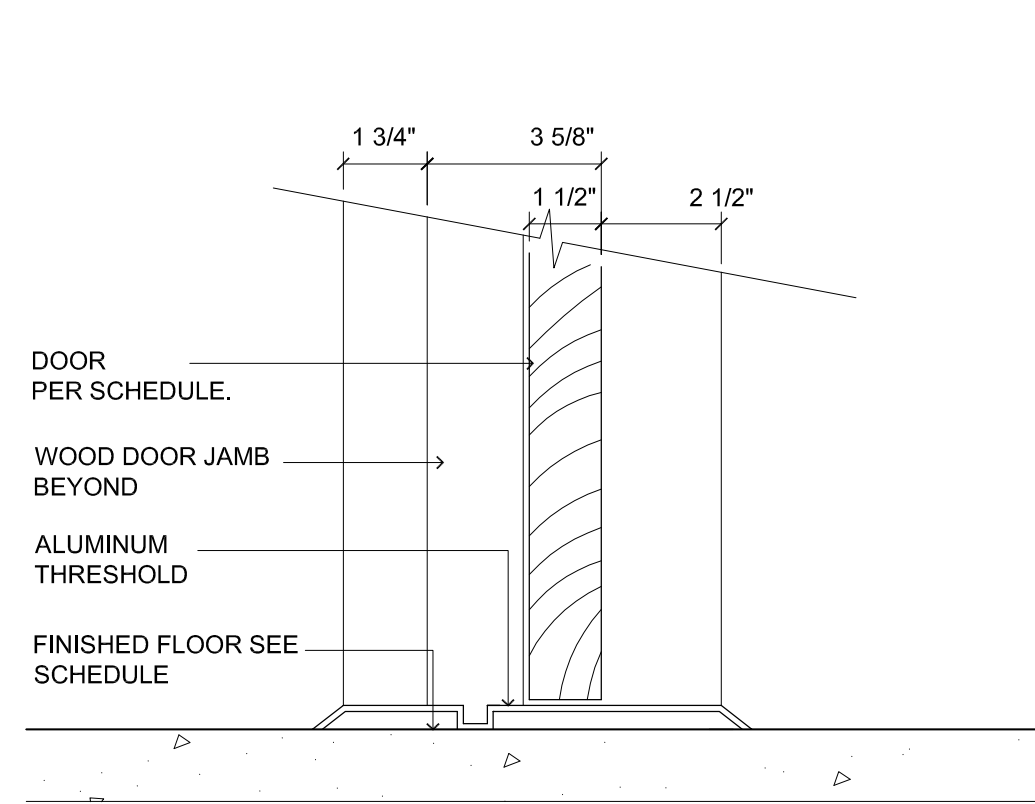 1 3/4"
3 5/8"
1 1/2"
2 1/2"
DOOR
PER SCHEDULE.
WOOD DOOR JAMB
BEYOND
ALUMINUM
THRESHOLD
FINISHED FLOOR SEE
SCHEDULE